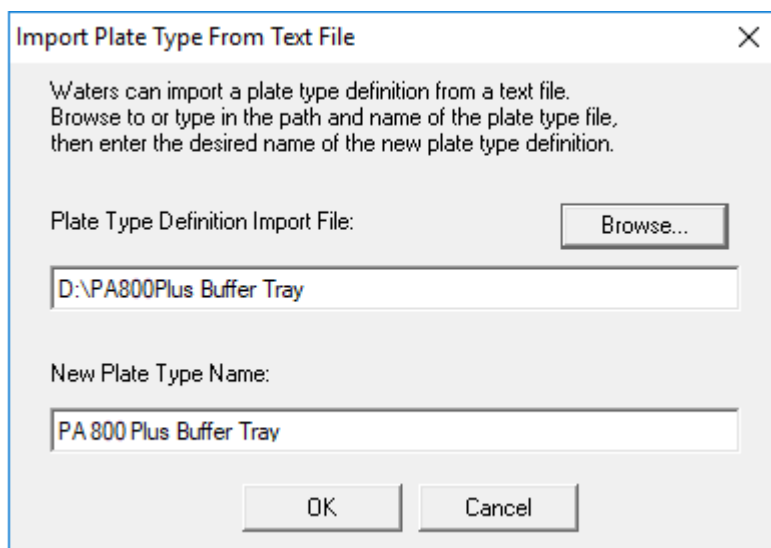 Import Plate Type From Text File
Waters can import a plate type definition from a text file.
Browse to or type in the path and name of the plate type file,
then enter the desired name of the new plate type definition.
Plate Type Definition Import File:
Browse...
D:\PA800Plus Buffer Tray
New Plate Type Name:
PA 800 Plus Buffer Tray
OK
Cancel